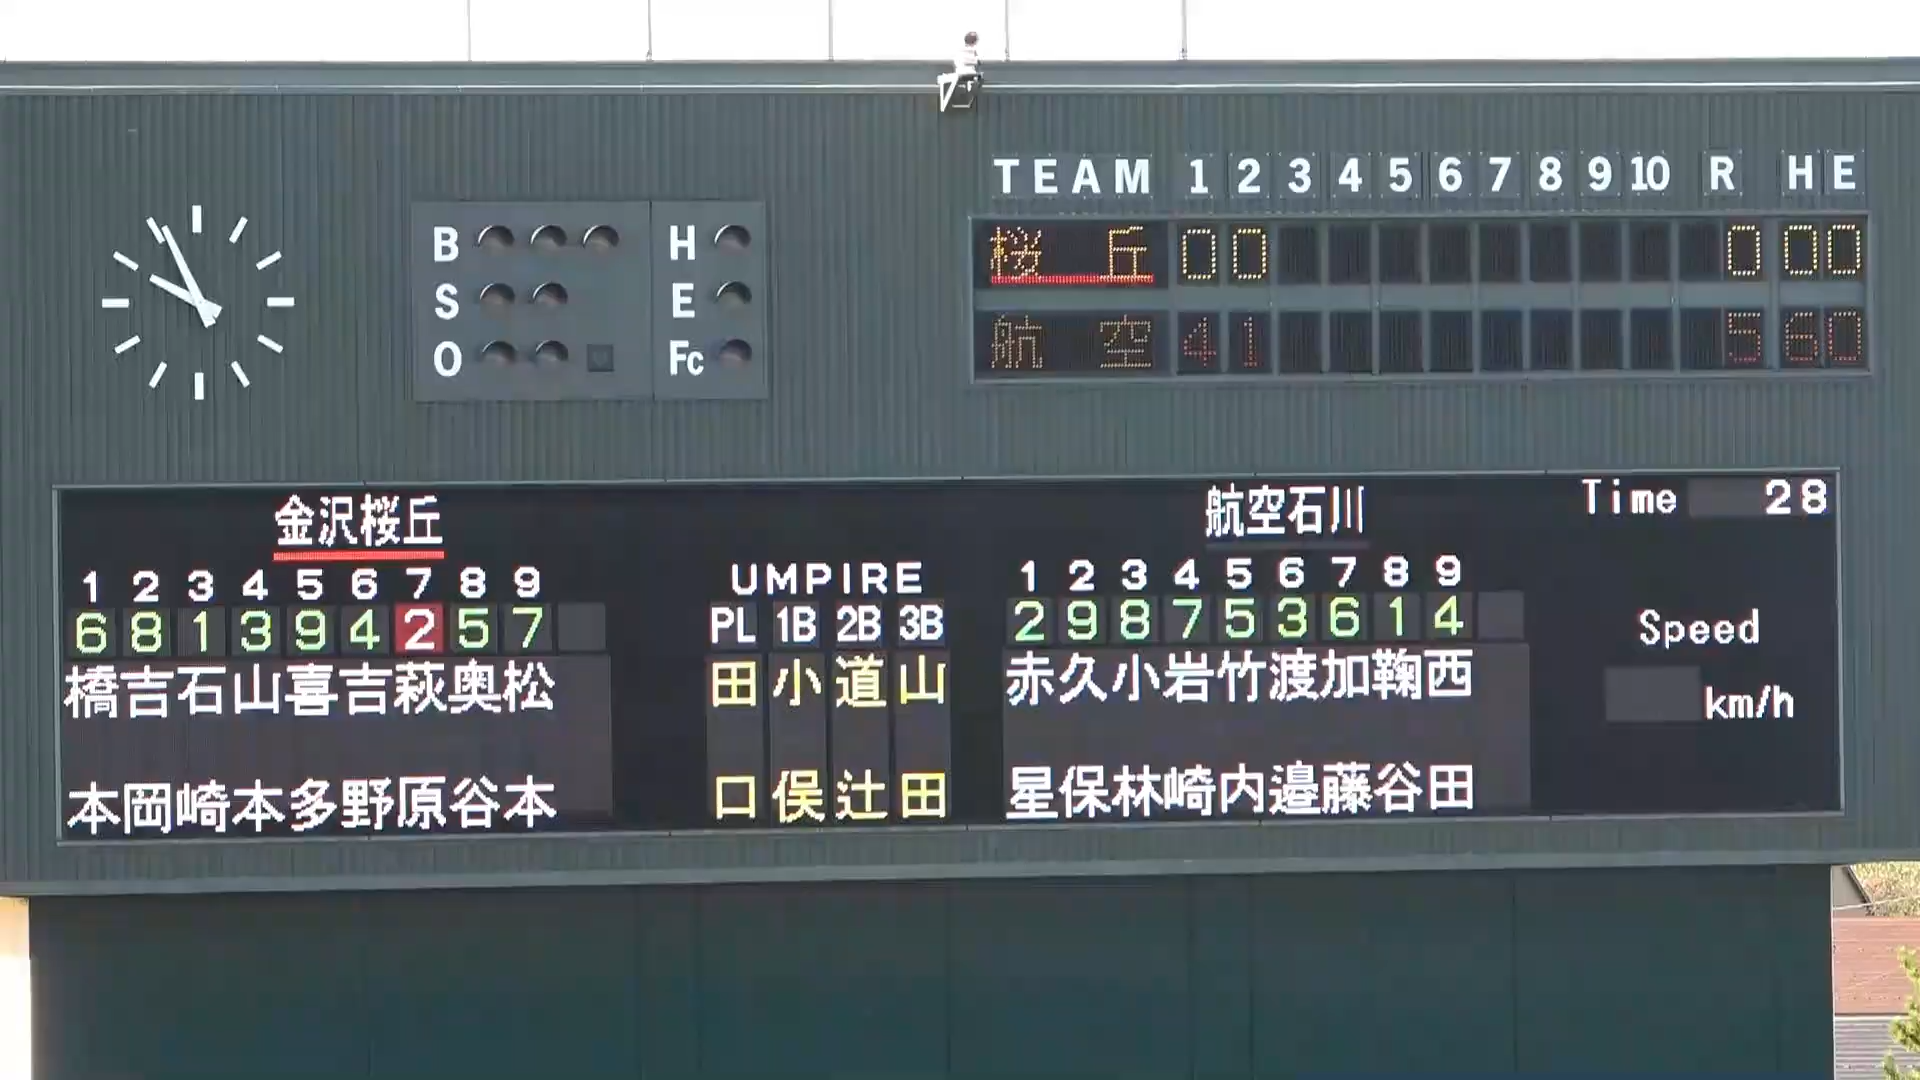 TEAM 1 2 3 4 5 6 7 8 9 10 R H E
桜丘 0 0 0 0 0
航空 4 1 5 6 0
B H
S E
O Fc
金沢桜丘
1 2 3 4 5 6 7 8 9
6 8 1 3 9 4 2 5 7
橋吉石山喜吉萩奥松
本岡崎本多野原谷本
UMPIRE
PL 1B 2B 3B
田小道山
口俣辻田
航空石川
1 2 3 4 5 6 7 8 9
2 9 8 7 5 3 6 1 4
赤久小岩竹渡加鞠西
星保林崎内邉藤谷田
Time 28
Speed
km/h